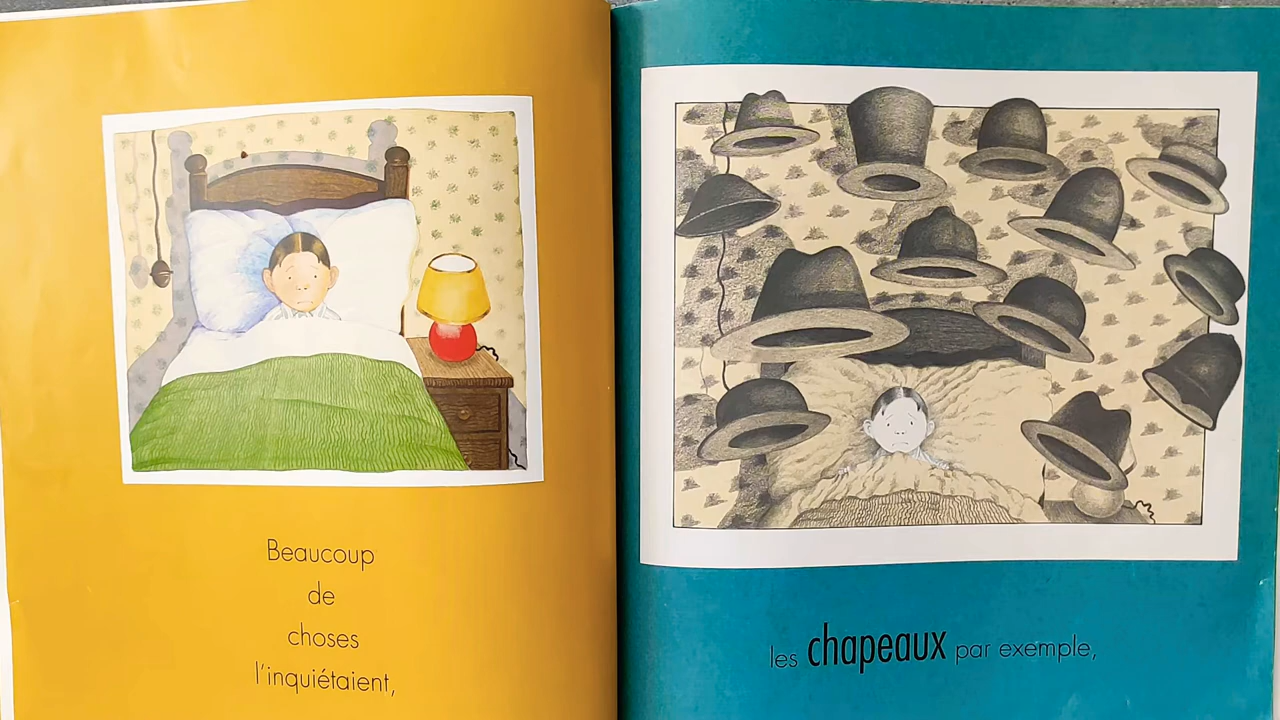 Beaucoup
de
choses
l'inquiétaient,
les chapeaux par exemple,